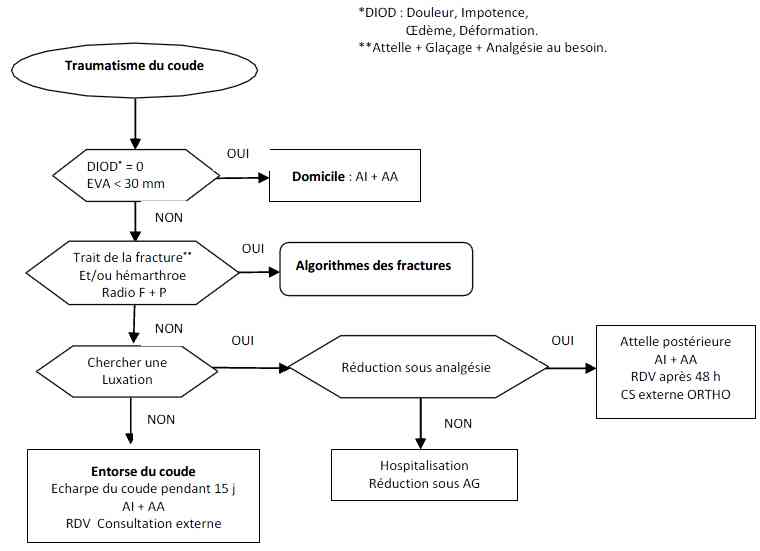 *DIOD : Douleur, Impotence,
Œdème, Déformation.
**Attelle + Glaçage + Analgésie au besoin.
Traumatisme du coude
DIOD* = 0
EVA < 30 mm
OUI
Domicile : AI + AA
NON
Trait de la fracture**
Et/ou hémarthroe
Radio F + P
OUI
Algorithmes des fractures
NON
Chercher une
Luxation
OUI
Réduction sous analgésie
OUI
Attelle postérieure
AI + AA
RDV après 48 h
CS externe ORTHO
NON
NON
Entorse du coude
Echarpe du coude pendant 15 j
AI + AA
RDV Consultation externe
Hospitalisation
Réduction sous AG